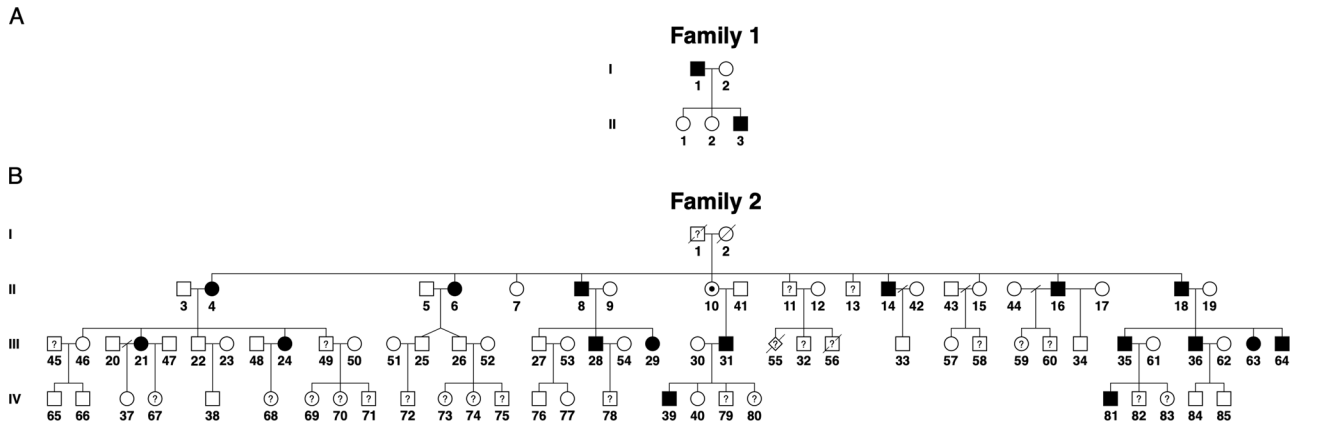 A
Family 1
I
1 2
II
1 2 3
B
Family 2
I
? 
1 2
II
? ?
3 4 5 6 7 8 9 10 41 11 12 13 14 42 43 15 44 16 17 18 19
III
? ? ? ? ? ? ? ?
45 46 20 21 47 22 23 48 24 49 50 51 25 26 52 27 53 28 54 29 30 31 55 32 56 33 57 58 59 60 34 35 61 36 62 63 64
IV
? ? ? ? ? ? ? ? ? ? ? ? ? ?
65 66 37 67 38 68 69 70 71 72 73 74 75 76 77 78 39 40 79 80 81 82 83 84 85